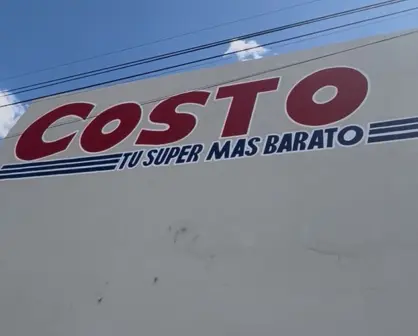 COSTO
TU SUPER MAS BARATO